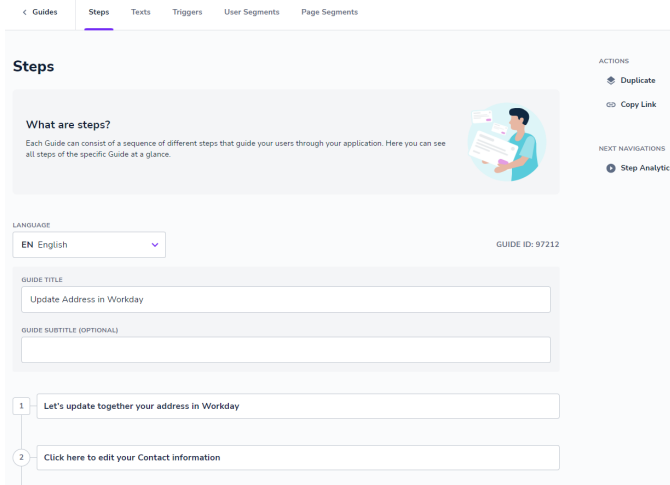 Guides
Steps
Texts
Triggers
User Segments
Page Segments
Steps
What are steps?
Each Guide can consist of a sequence of different steps that guide your users through your application. Here you can see
all steps of the specific Guide at a glance.
LANGUAGE
EN English
GUIDE ID: 97212
GUIDE TITLE
Update Address in Workday
GUIDE SUBTITLE (OPTIONAL)
1 Let's update together your address in Workday
2 Click here to edit your Contact information
ACTIONS
Duplicate
Copy Link
NEXT NAVIGATIONS
Step Analytic